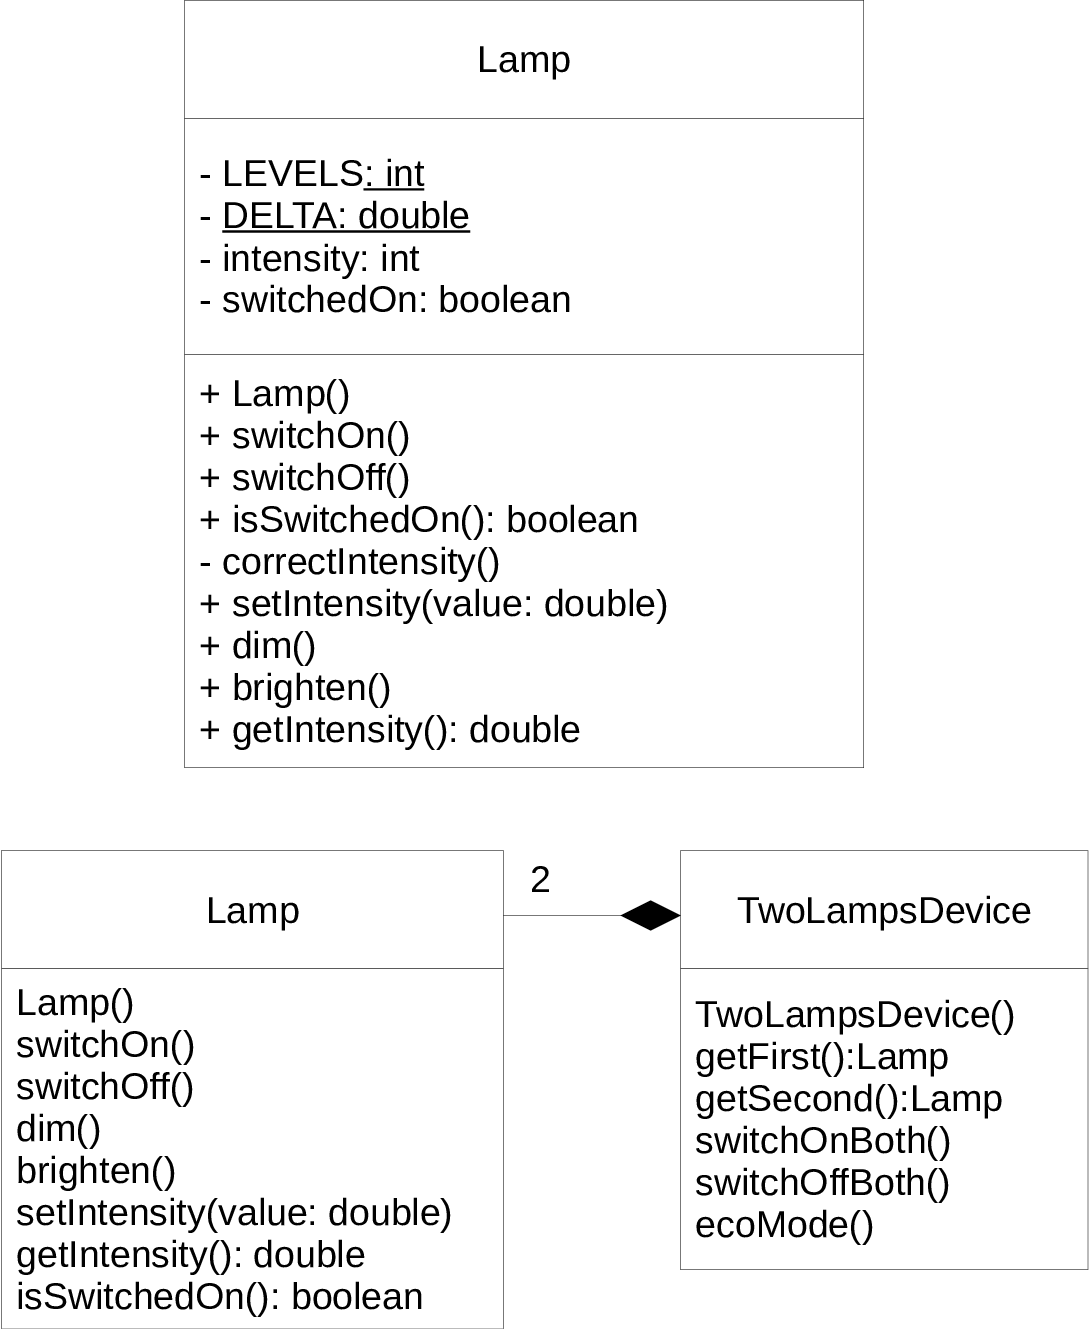 Lamp
- LEVELS: int
- DELTA: double
- intensity: int
- switchedOn: boolean
+ Lamp()
+ switchOn()
+ switchOff()
+ isSwitchedOn(): boolean
- correctIntensity()
+ setIntensity(value: double)
+ dim()
+ brighten()
+ getIntensity(): double
Lamp
2
TwoLampsDevice
Lamp()
switchOn()
switchOff()
dim()
brighten()
setIntensity(value: double)
getIntensity(): double
isSwitchedOn(): boolean
TwoLampsDevice()
getFirst():Lamp
getSecond():Lamp
switchOnBoth()
switchOffBoth()
ecoMode()